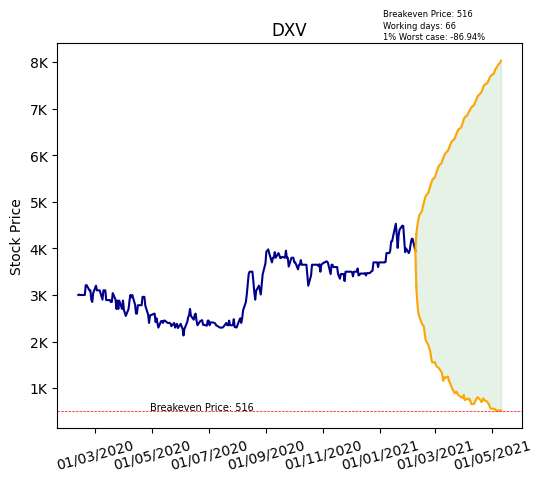 Breakeven Price: 516
Working days: 66
1% Worst case: -86.94%
DXV
Stock Price
8K
7K
6K
5K
4K
3K
2K
1K
Breakeven Price: 516
01/03/2020
01/05/2020
01/07/2020
01/09/2020
01/11/2020
01/01/2021
01/03/2021
01/05/2021